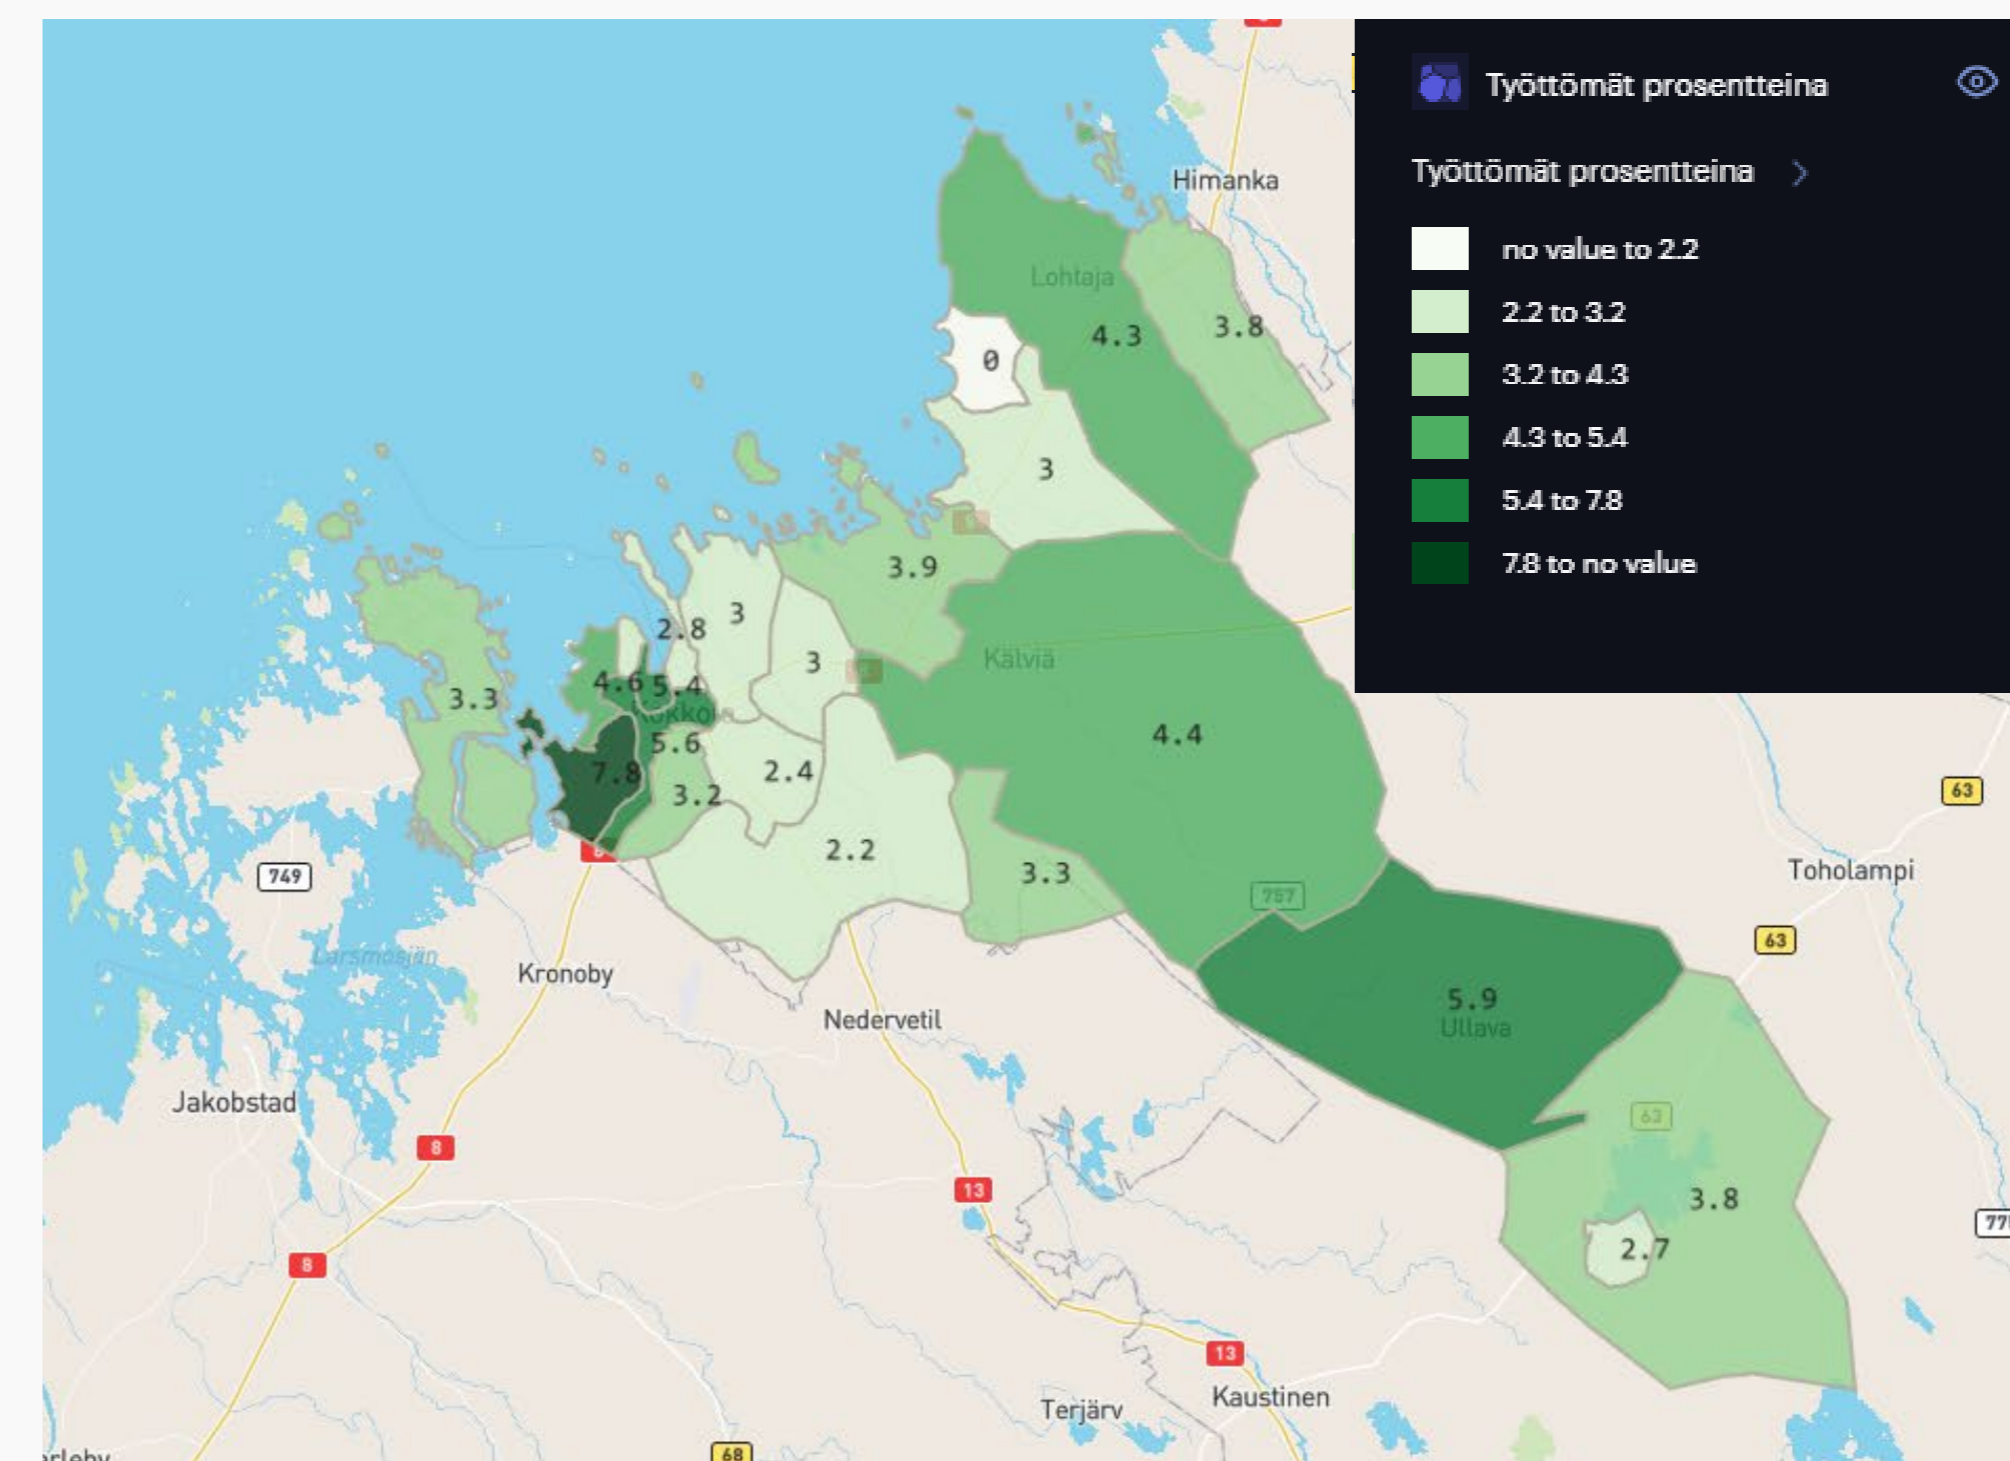 Työttömät prosentteina
Työttömät prosentteina
no value to 2.2
2.2 to 3.2
3.2 to 4.3
4.3 to 5.4
5.4 to 7.8
7.8 to no value
Himanka
Lohtaja
4.3
3.8
0
3
3.9
3
2.8
3
Kälviä
4.6
5.4
3.3
Kokkola
4.4
5.6
7.8
2.4
3.2
63
2.2
8
3.3
Toholampi
749
757
63
Larsmosjön
Kronoby
5.9
Nedervetil
Ullava
Jakobstad
63
8
13
3.8
77
2.7
8
13
Kaustinen
Terjärv
68